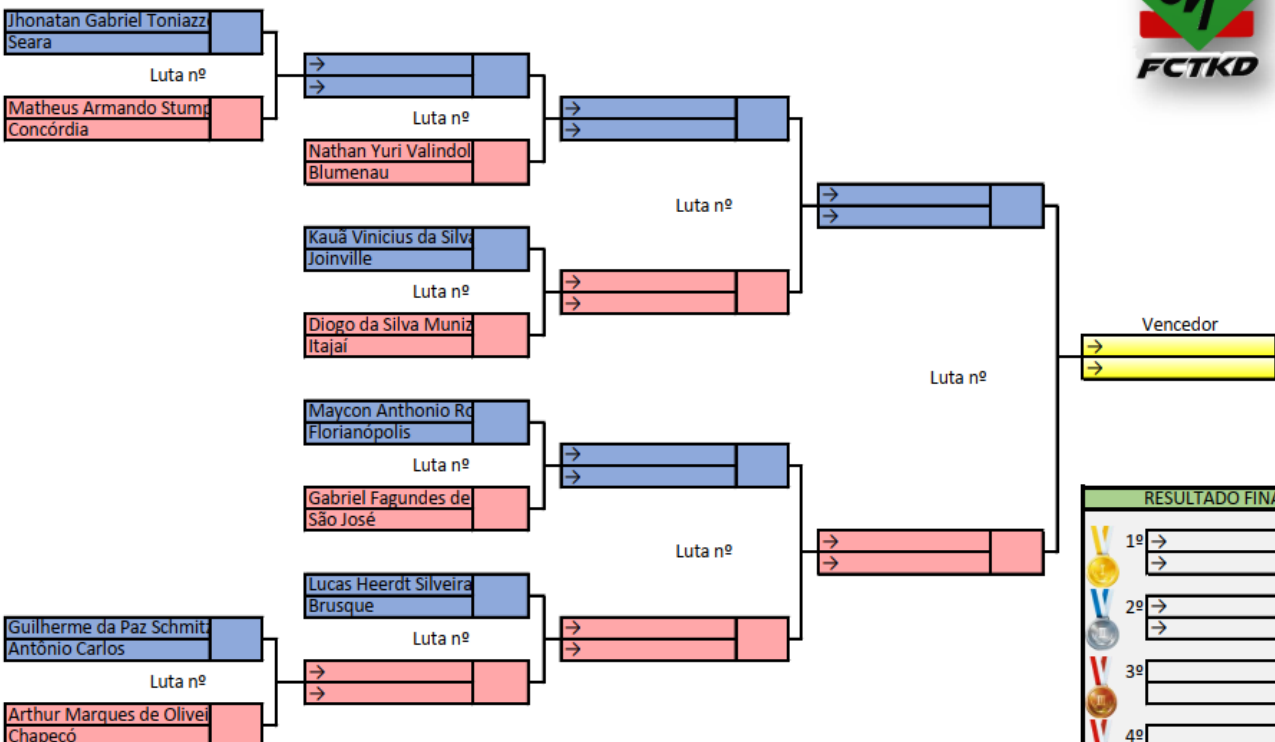 Jhonatan Gabriel Toniazz
Seara
Luta nº
Matheus Armando Stump
Concórdia
→
→
Luta nº
Nathan Yuri Valindol
Blumenau
Kauã Vinicius da Silva
Joinville
Luta nº
Diogo da Silva Muniz
Itajaí
Maycon Anthonio Ro
Florianópolis
Luta nº
Gabriel Fagundes de
São José
Lucas Heerdt Silveira
Brusque
Luta nº
→
→
Guilherme da Paz Schmitz
Antônio Carlos
Luta nº
Arthur Marques de Olivei
Chapecó
→
→
Luta nº
→
→
→
→
Luta nº
→
→
→
→
Luta nº
→
→
Vencedor
→
→
FCTKD
RESULTADO FINA
1º →
→
2º →
→
3º
4º